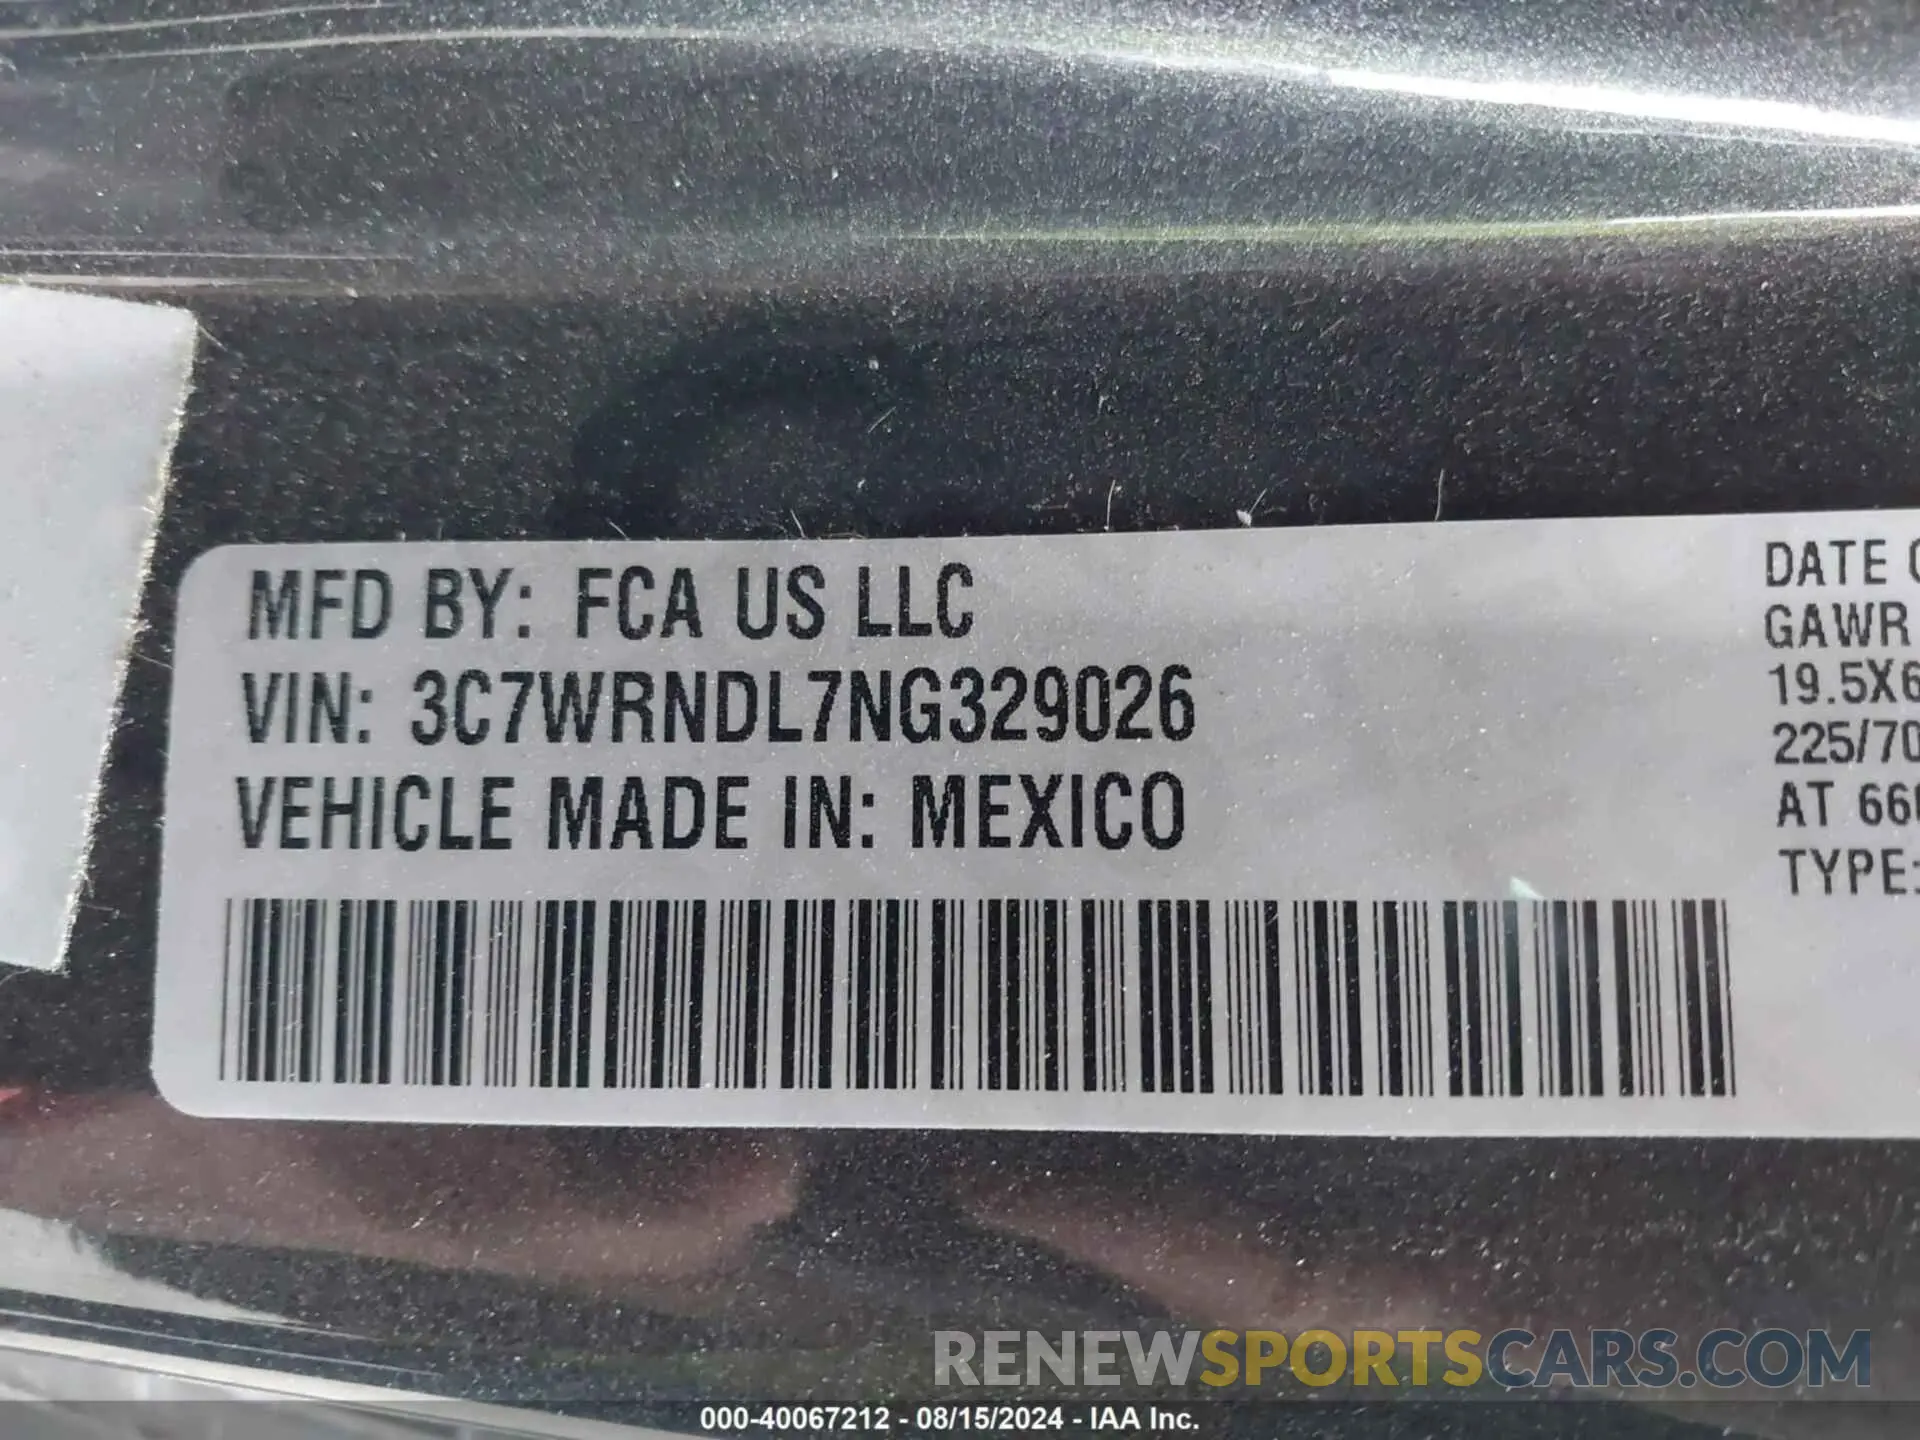 MFD BY: FCA US LLC
VIN: 3C7WRNDL7NG329026
VEHICLE MADE IN: MEXICO
DATE
GAWR
19.5X6
225/70
AT
TYPE:
RENEWSPORTSCARS.COM
000-40067212 - 08/15/2024 - IAA Inc.